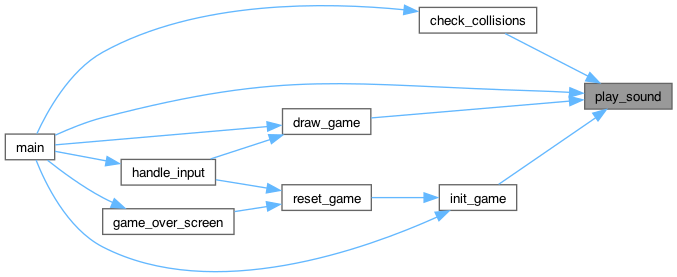 check_collisions
play_sound
draw_game
main
handle_input
reset_game
init_game
game_over_screen